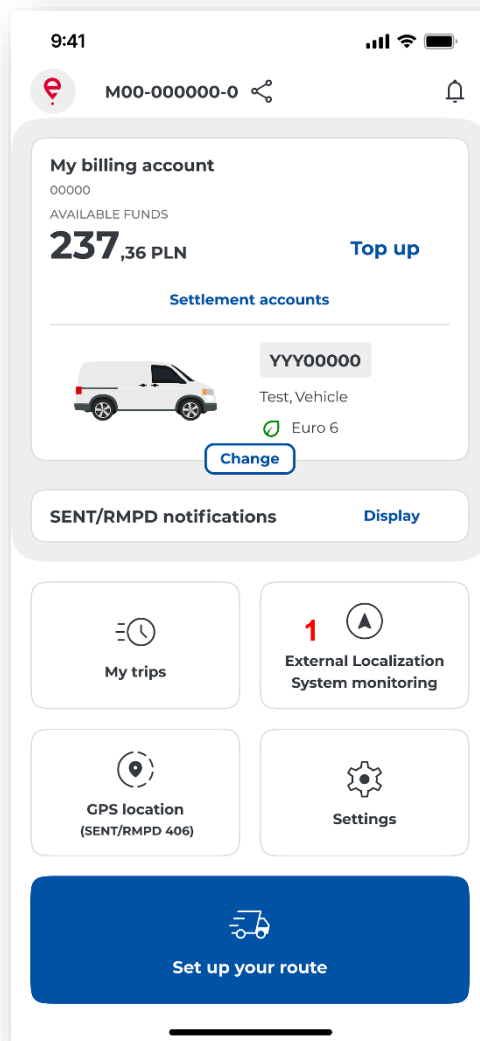 9:41
M00-000000-0
My billing account
00000
AVAILABLE FUNDS
237,36 PLN
Top up
Settlement accounts
YYY00000
Test, Vehicle
Euro 6
Change
SENT/RMPD notifications
Display
My trips
1
External Localization
System monitoring
GPS location
(SENT/RMPD 406)
Settings
Set up your route